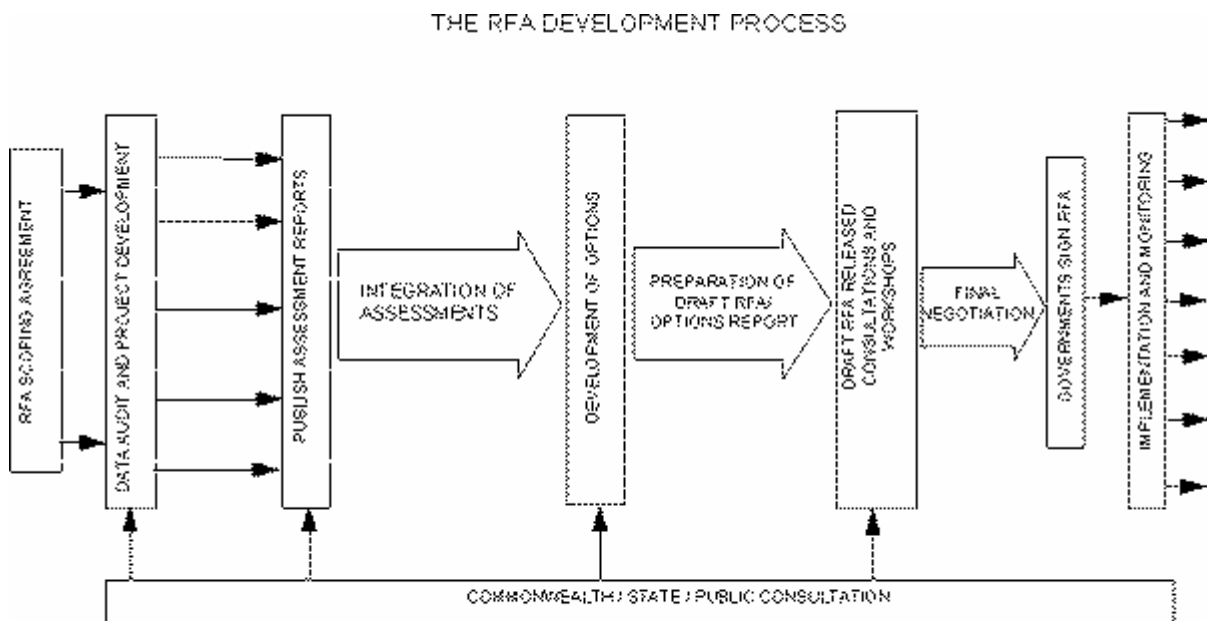 THE RFA DEVELOPMENT PROCESS
RFA SCOPING AGREEMENT
DATA AUDIT AND PROJECT DEVELOPMENT
PUBLISH ASSESSMENT REPORTS
INTEGRATION OF
ASSESSMENTS
DEVELOPMENT OF OPTIONS
PREPARATION OF
DRAFT RFA/
OPTIONS REPORT
DRAFT RFA RELEASED
CONSULTATIONS AND
WORKSHOPS
FINAL
NEGOTIATION
GOVERNMENTS SIGN RFA
IMPLEMENTATION AND MONITORING
COMMONWEALTH / STATE / PUBLIC CONSULTATION